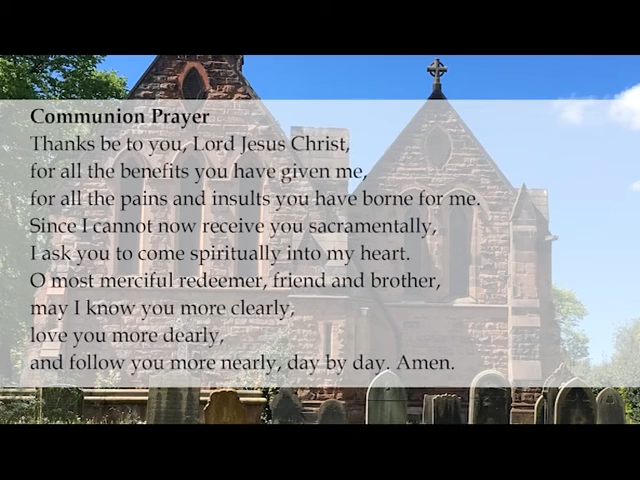 Communion Prayer
Thanks be to you, Lord Jesus Christ,
for all the benefits you have given me,
for all the pains and insults you have borne for me.
Since I cannot now receive you sacramentally,
I ask you to come spiritually into my heart.
O most merciful redeemer, friend and brother,
may I know you more clearly,
love you more dearly,
and follow you more nearly, day by day. Amen.